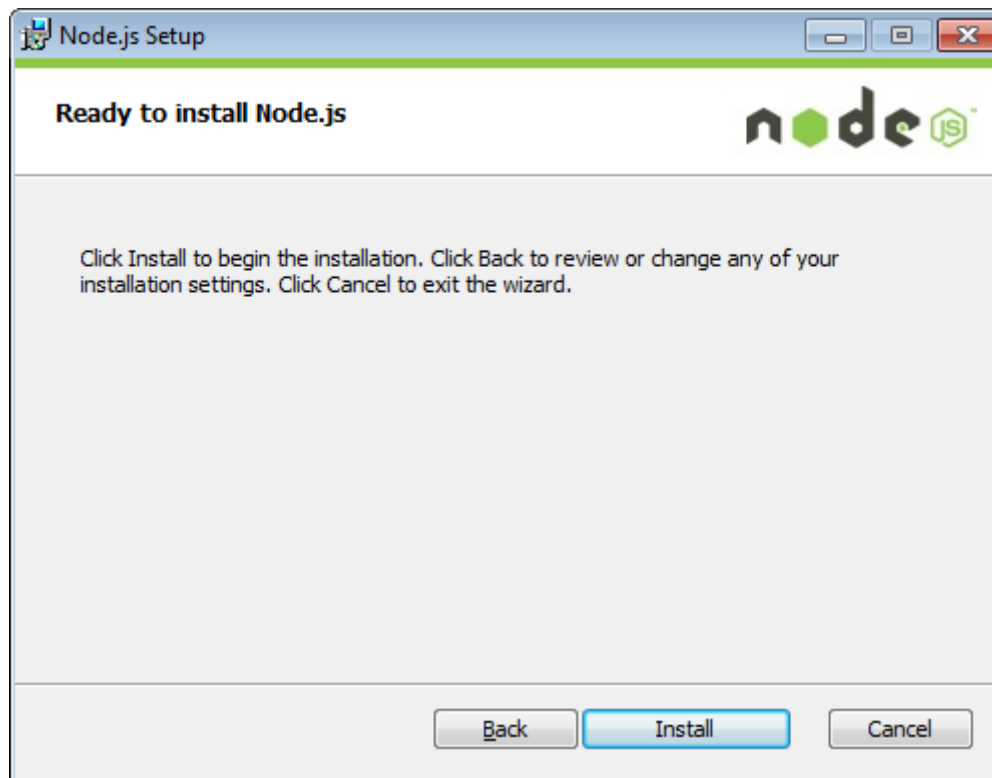 Node.js Setup
Ready to install Node.js
node JS™
Click Install to begin the installation. Click Back to review or change any of your
installation settings. Click Cancel to exit the wizard.
Back Install Cancel